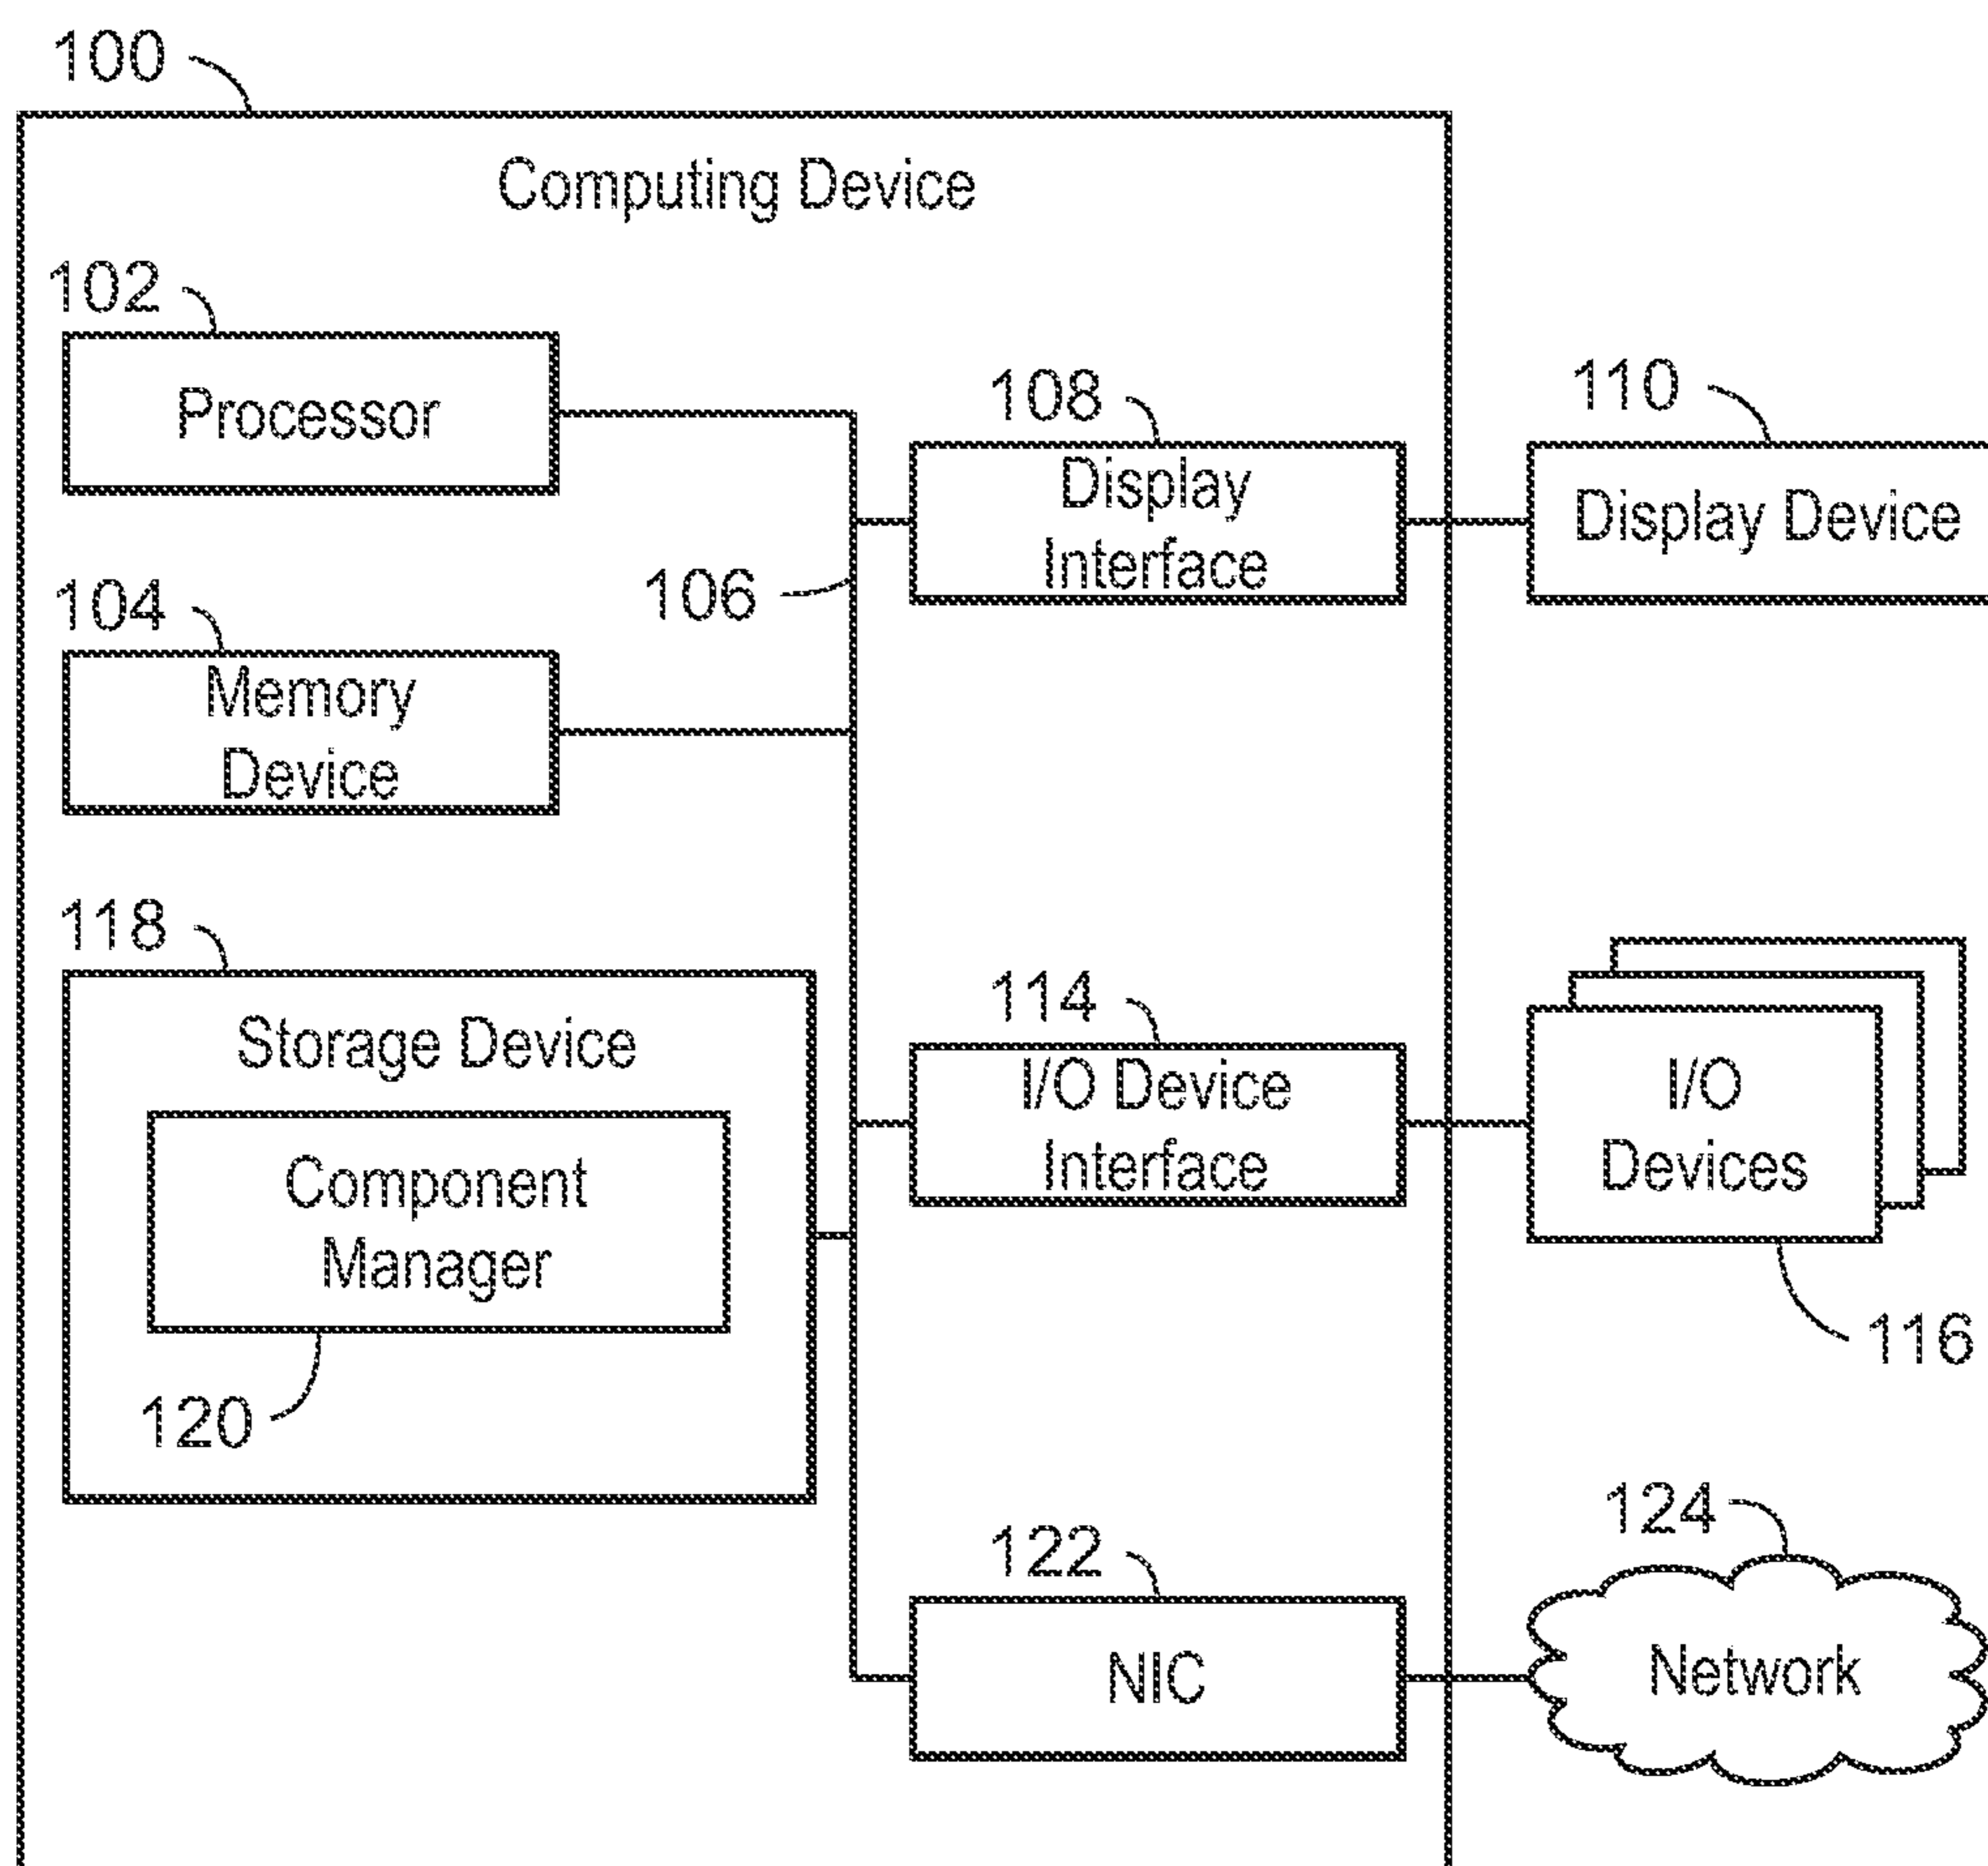 100
Computing Device
102
Processor
108
Display
Interface
110
Display Device
106
104
Memory
Device
118
Storage Device
Component
Manager
120
114
I/O Device
Interface
I/O
Devices
116
122
NIC
124
Network